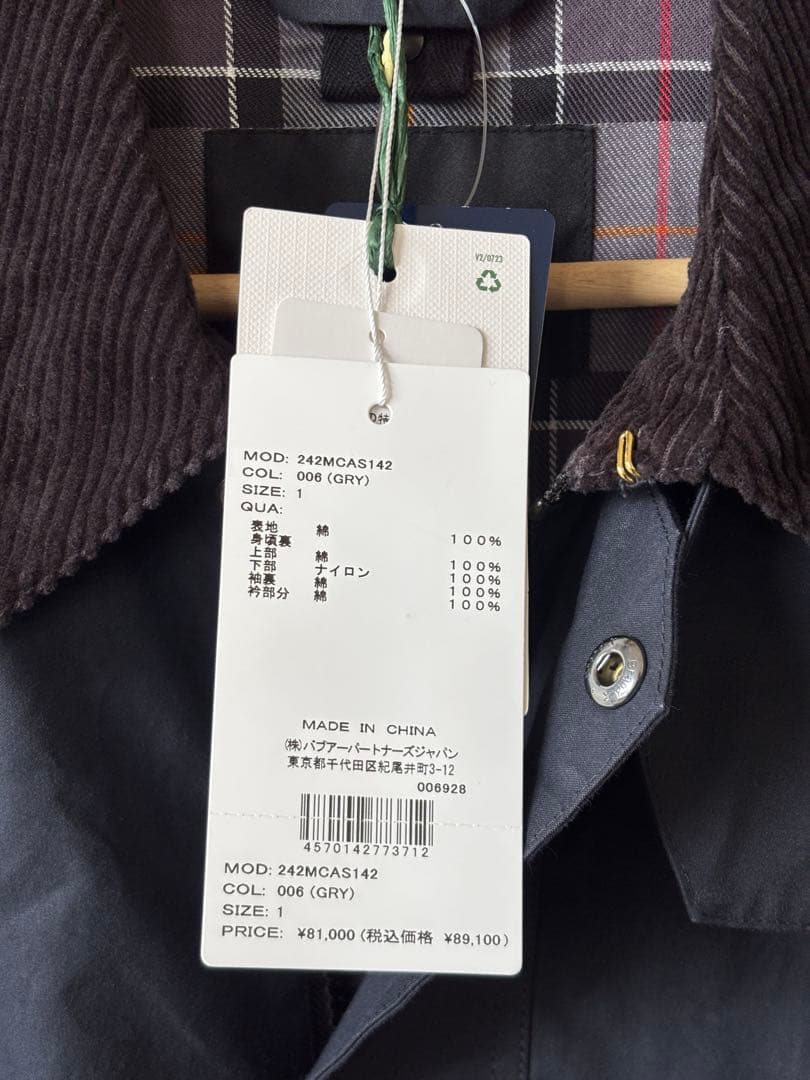 V2/0723
MOD: 242MCAS142
COL: 006 (GRY)
SIZE: 1
QUA:
表地 綿 100%
身頃裏
上部 綿 100%
下部 ナイロン 100%
袖裏 綿 100%
衿部分 綿 100%
MADE IN CHINA
(株)バブアーパートナーズジャパン
東京都千代田区紀尾井町3-12
006928
4570142773712
MOD: 242MCAS142
COL: 006 (GRY)
SIZE: 1
PRICE: ¥81,000 (税込価格 ¥89,100)